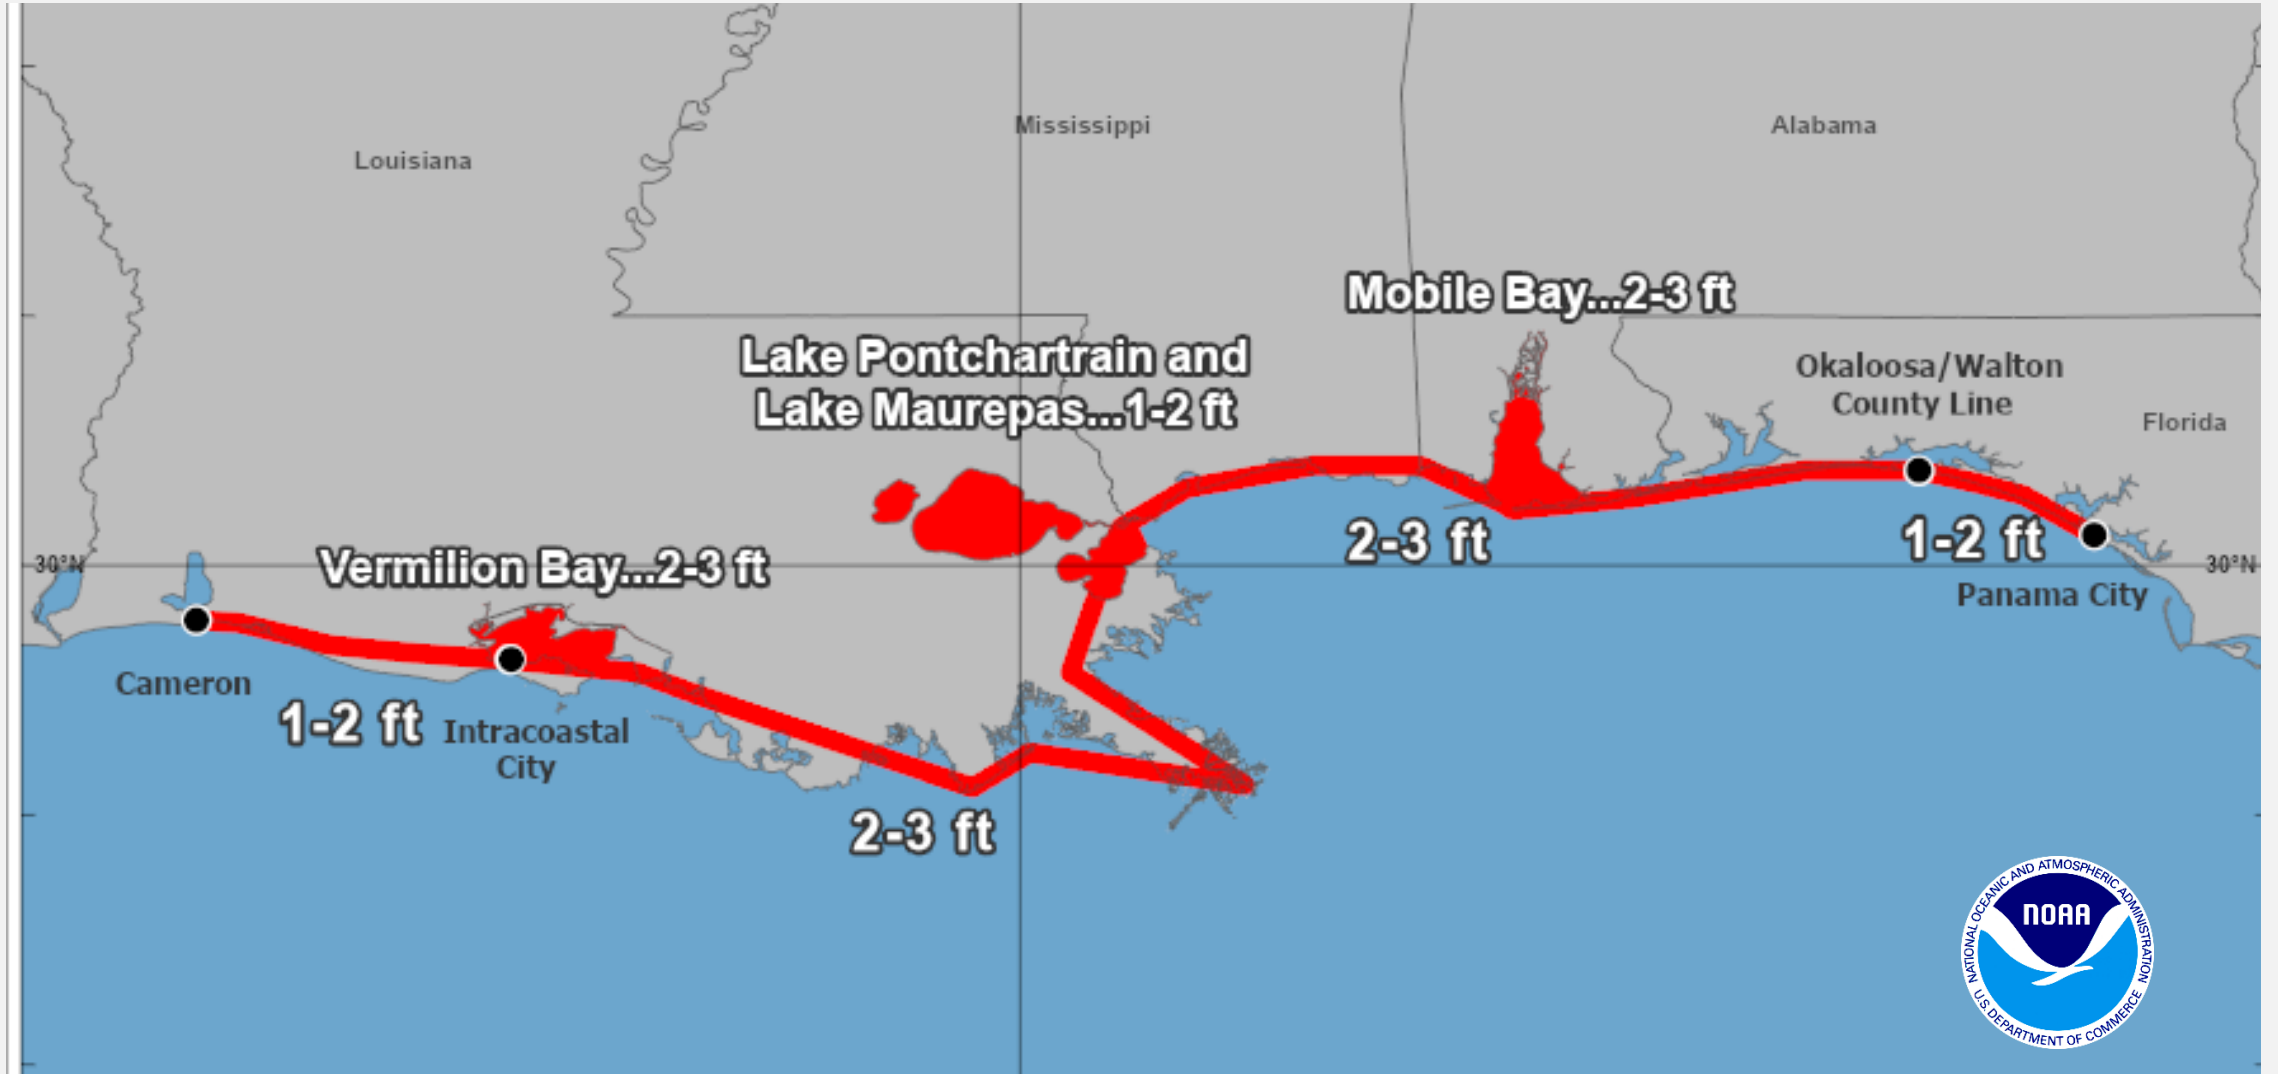 Mississippi
Alabama
Louisiana
Mobile Bay...2-3 ft
Lake Pontchartrain and
Lake Maurepas...1-2 ft
Okaloosa/Walton
County Line
Florida
30°N
Vermilion Bay...2-3 ft
2-3 ft
1-2 ft
30°N
Panama City
Cameron
1-2 ft
Intracoastal
City
2-3 ft
NATIONAL OCEANIC AND ATMOSPHERIC ADMINISTRATION
NOAA
U.S. DEPARTMENT OF COMMERCE